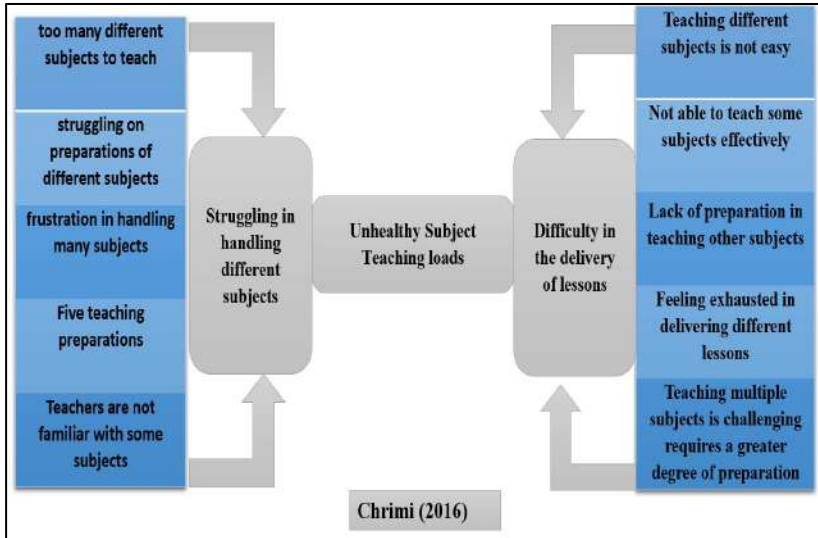 too many different
subjects to teach
struggling on
preparations of
different subjects
frustration in handling
many subjects
Five teaching
preparations
Teachers are not
familiar with some
subjects
Struggling in
handling
different
subjects
Unhealthy Subject
Teaching loads
Difficulty in
the delivery
of lessons
Teaching different
subjects is not easy
Not able to teach some
subjects effectively
Lack of preparation in
teaching other subjects
Feeling exhausted in
delivering different
lessons
Teaching multiple
subjects is challenging
requires a greater
degree of preparation
Chrimi (2016)